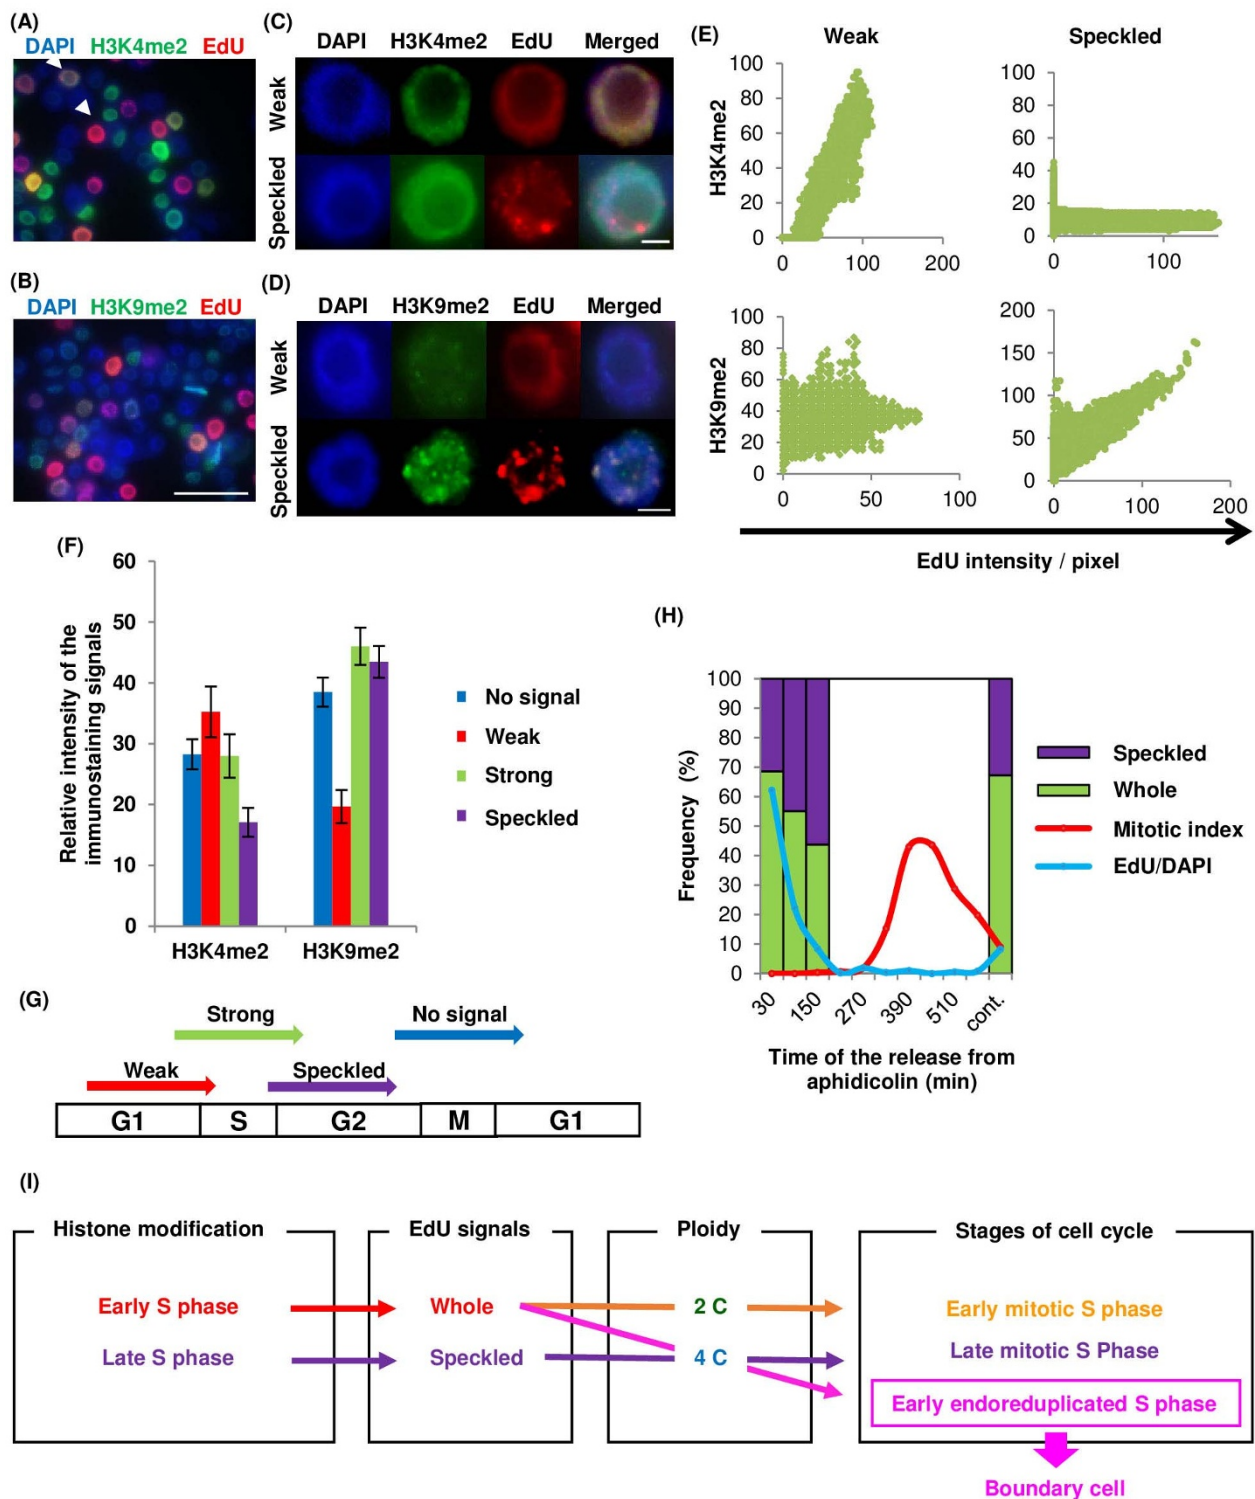 (A)
DAPI H3K4me2 EdU
(B)
DAPI H3K9me2 EdU
(C)
DAPI H3K4me2 EdU Merged
Weak
Speckled
(D)
DAPI H3K9me2 EdU Merged
Weak
Speckled
(E)
Weak Speckled
H3K4me2
100
80
60
40
20
0
0 100 200
100
80
60
40
20
0
0 100
H3K9me2
100
80
60
40
20
0
0 50 100
200
150
100
50
0
0 100 200
EdU intensity / pixel
(F)
Relative intensity of the
immunostaining signals
60
50
40
30
20
10
0
H3K4me2 H3K9me2
No signal
Weak
Strong
Speckled
(G)
Strong No signal
Weak Speckled
G1 S G2 M G1
(H)
Frequency (%)
100
90
80
70
60
50
40
30
20
10
0
30 150 270 390 510 cont.
Time of the release from
aphidicolin (min)
Speckled
Whole
Mitotic index
EdU/DAPI
(I)
Histone modification EdU signals Ploidy Stages of cell cycle
Early S phase Whole 2 C Early mitotic S phase
Late S phase Speckled 4 C Late mitotic S Phase
Early endoreduplicated S phase
Boundary cell